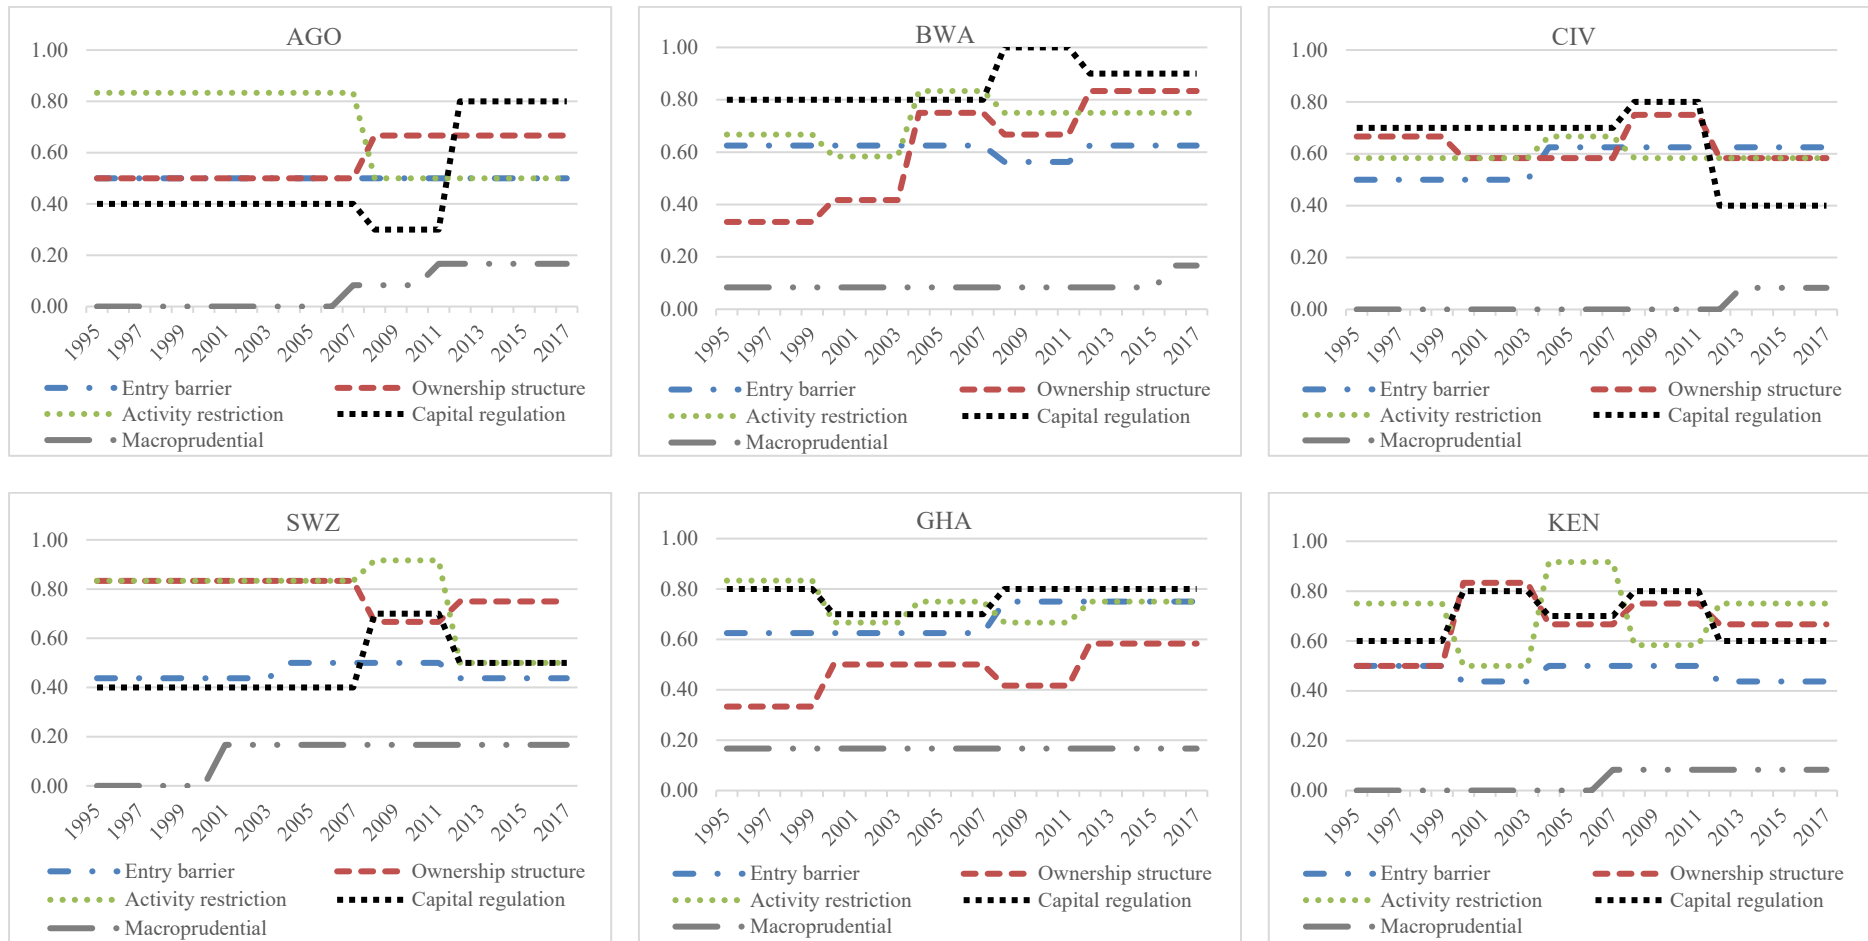 AGO
1.00
0.80
0.60
0.40
0.20
0.00
1995 1997 1999 2001 2003 2005 2007 2009 2011 2013 2015 2017
Entry barrier Ownership structure
Activity restriction Capital regulation
Macroprudential
BWA
1.00
0.80
0.60
0.40
0.20
0.00
1995 1997 1999 2001 2003 2005 2007 2009 2011 2013 2015 2017
Entry barrier Ownership structure
Activity restriction Capital regulation
Macroprudential
CIV
1.00
0.80
0.60
0.40
0.20
0.00
1995 1997 1999 2001 2003 2005 2007 2009 2011 2013 2015 2017
Entry barrier Ownership structure
Activity restriction Capital regulation
Macroprudential
SWZ
1.00
0.80
0.60
0.40
0.20
0.00
1995 1997 1999 2001 2003 2005 2007 2009 2011 2013 2015 2017
Entry barrier Ownership structure
Activity restriction Capital regulation
Macroprudential
GHA
1.00
0.80
0.60
0.40
0.20
0.00
1995 1997 1999 2001 2003 2005 2007 2009 2011 2013 2015 2017
Entry barrier Ownership structure
Activity restriction Capital regulation
Macroprudential
KEN
1.00
0.80
0.60
0.40
0.20
0.00
1995 1997 1999 2001 2003 2005 2007 2009 2011 2013 2015 2017
Entry barrier Ownership structure
Activity restriction Capital regulation
Macroprudential